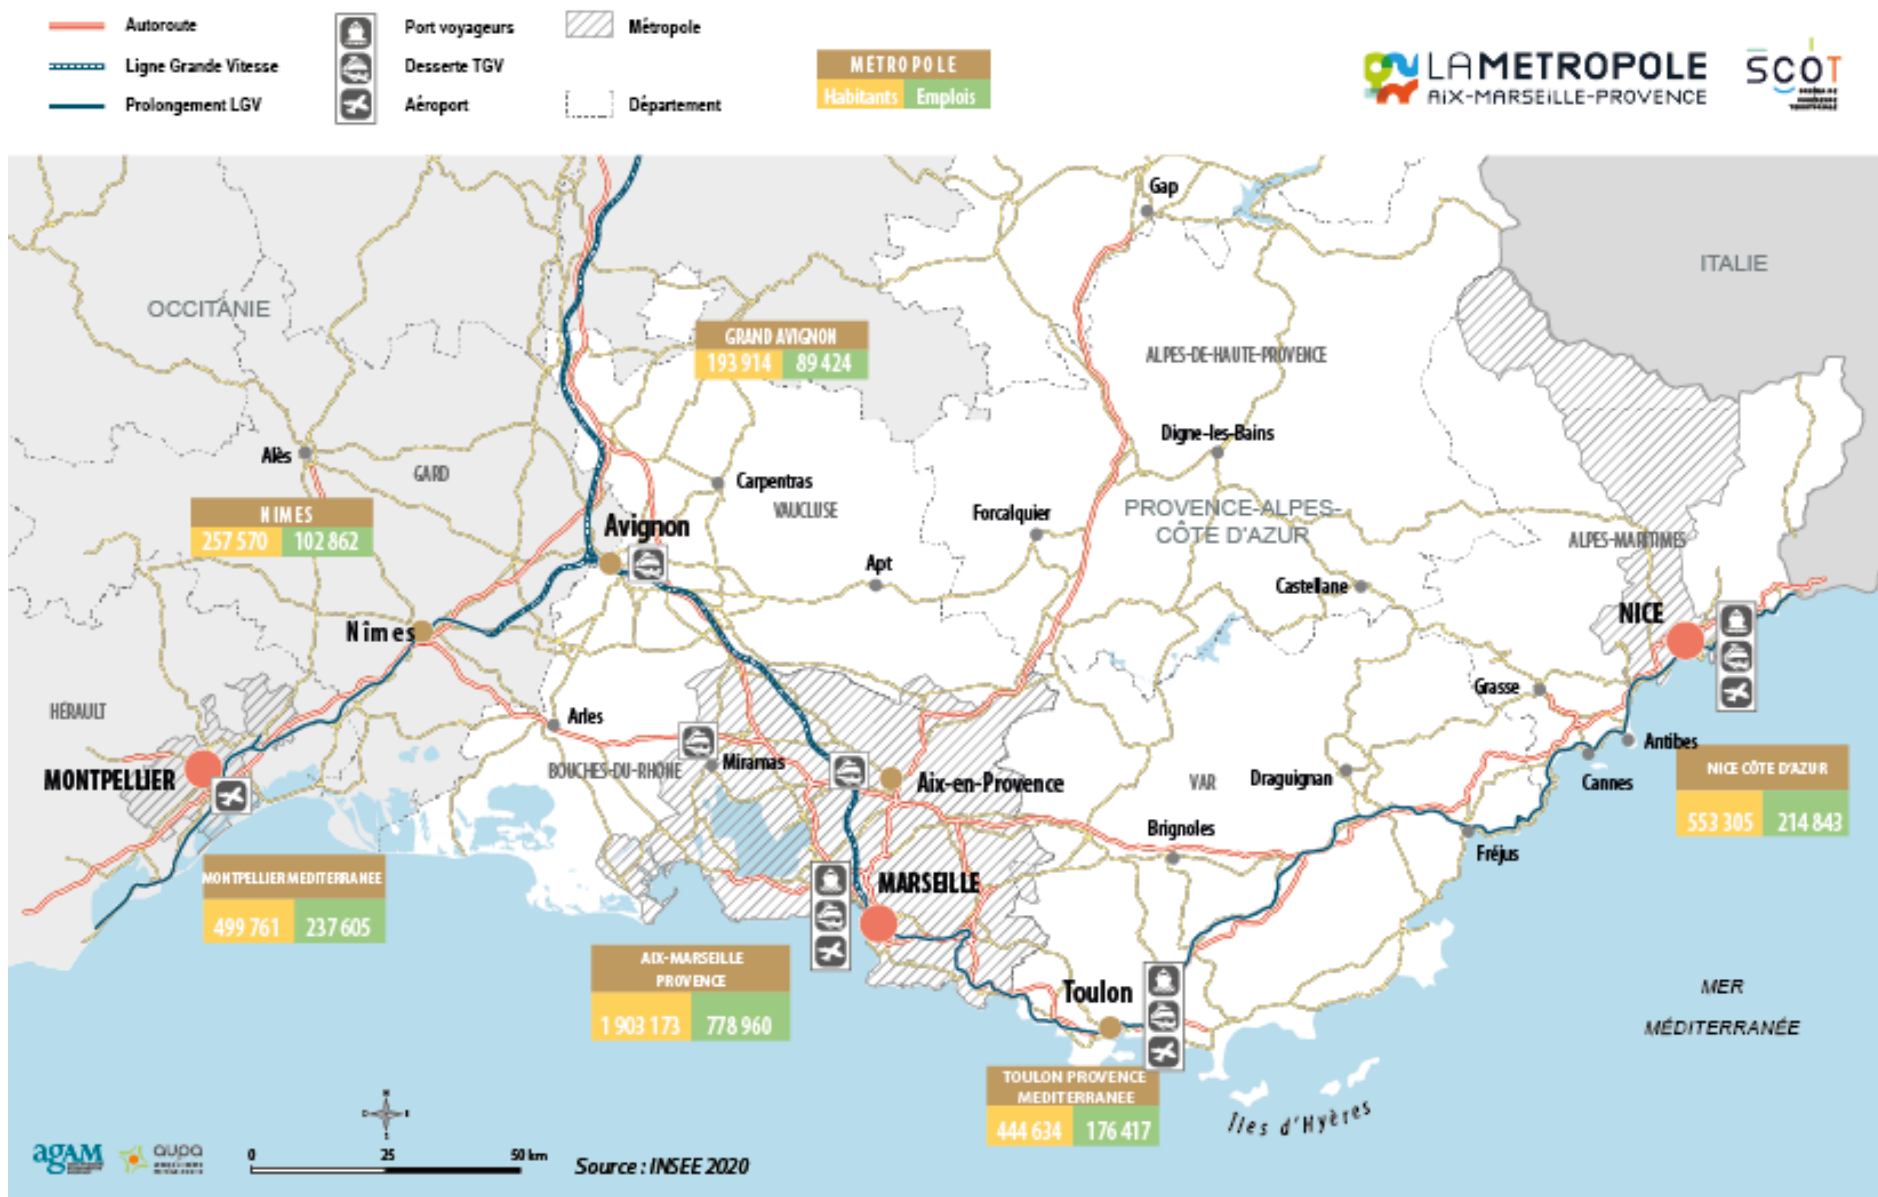 Autoroute
Ligne Grande Vitesse
Prolongement LGV
Port voyageurs
Desserte TGV
Aéroport
Métropole
Département
METROPOLE
Habitants Emplois
LA METROPOLE
AIX-MARSEILLE-PROVENCE
SCOT
Gap
ITALIE
OCCITANIE
GRAND AVIGNON
193 914 89 424
ALPES-DE-HAUTE-PROVENCE
Digne-les-Bains
Alès
GARD
Carpentras
VAUCLUSE
Forcalquier
PROVENCE-ALPES-
CÔTE D'AZUR
NIMES
257 570 102 862
Avignon
ALPES-MARITIMES
Apt
Castellane
NICE
Nîmes
Grasse
HÉRAULT
Arles
Antibes
MONTPELLIER
BOUCHES-DU-RHÔNE
Miramas
Aix-en-Provence
VAR
Draguignan
Cannes
NICE CÔTE D'AZUR
553 305 214 843
Brignoles
Fréjus
MONTPELLIER MEDITERRANEE
499 761 237 605
MARSEILLE
AIX-MARSEILLE
PROVENCE
1 903 173 778 960
Toulon
MER
MÉDITERRANÉE
TOULON PROVENCE
MEDITERRANEE
444 634 176 417
Îles d'Hyères
agAM
aupa
0 25 50 km
Source : INSEE 2020